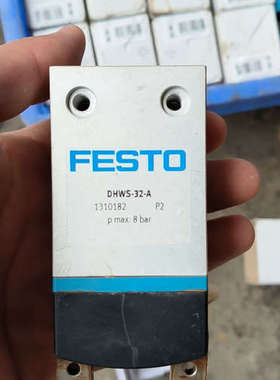 FESTO
DHWS-32-A
1310182 P2
p max: 8 bar